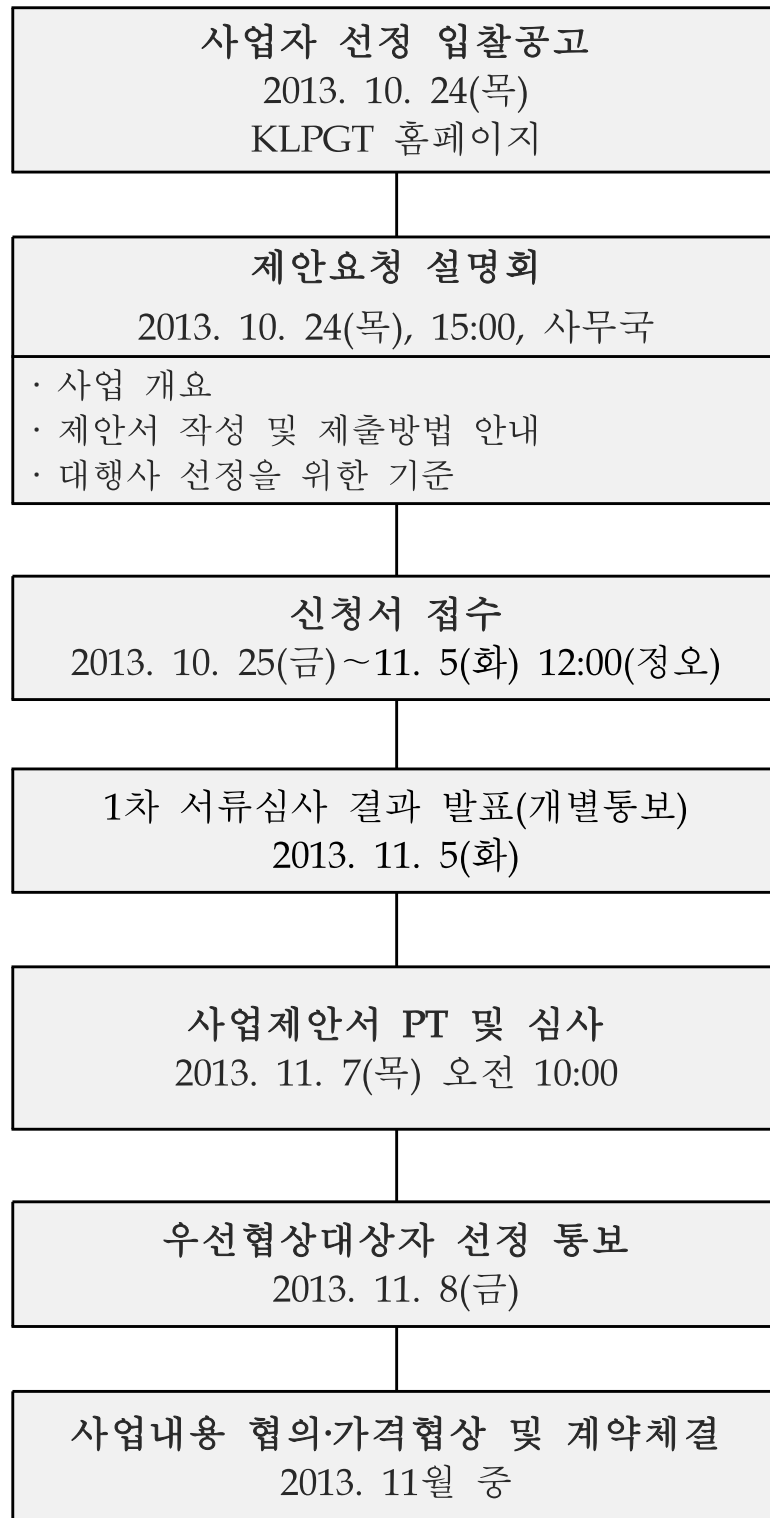 사업자 선정 입찰공고
2013. 10. 24(목)
KLPGT 홈페이지
제안요청 설명회
2013. 10. 24(목), 15:00, 사무국
· 사업 개요
· 제안서 작성 및 제출방법 안내
· 대행사 선정을 위한 기준
신청서 접수
2013. 10. 25(금)~11. 5(화) 12:00(정오)
1차 서류심사 결과 발표(개별통보)
2013. 11. 5(화)
사업제안서 PT 및 심사
2013. 11. 7(목) 오전 10:00
우선협상대상자 선정 통보
2013. 11. 8(금)
사업내용 협의·가격협상 및 계약체결
2013. 11월 중